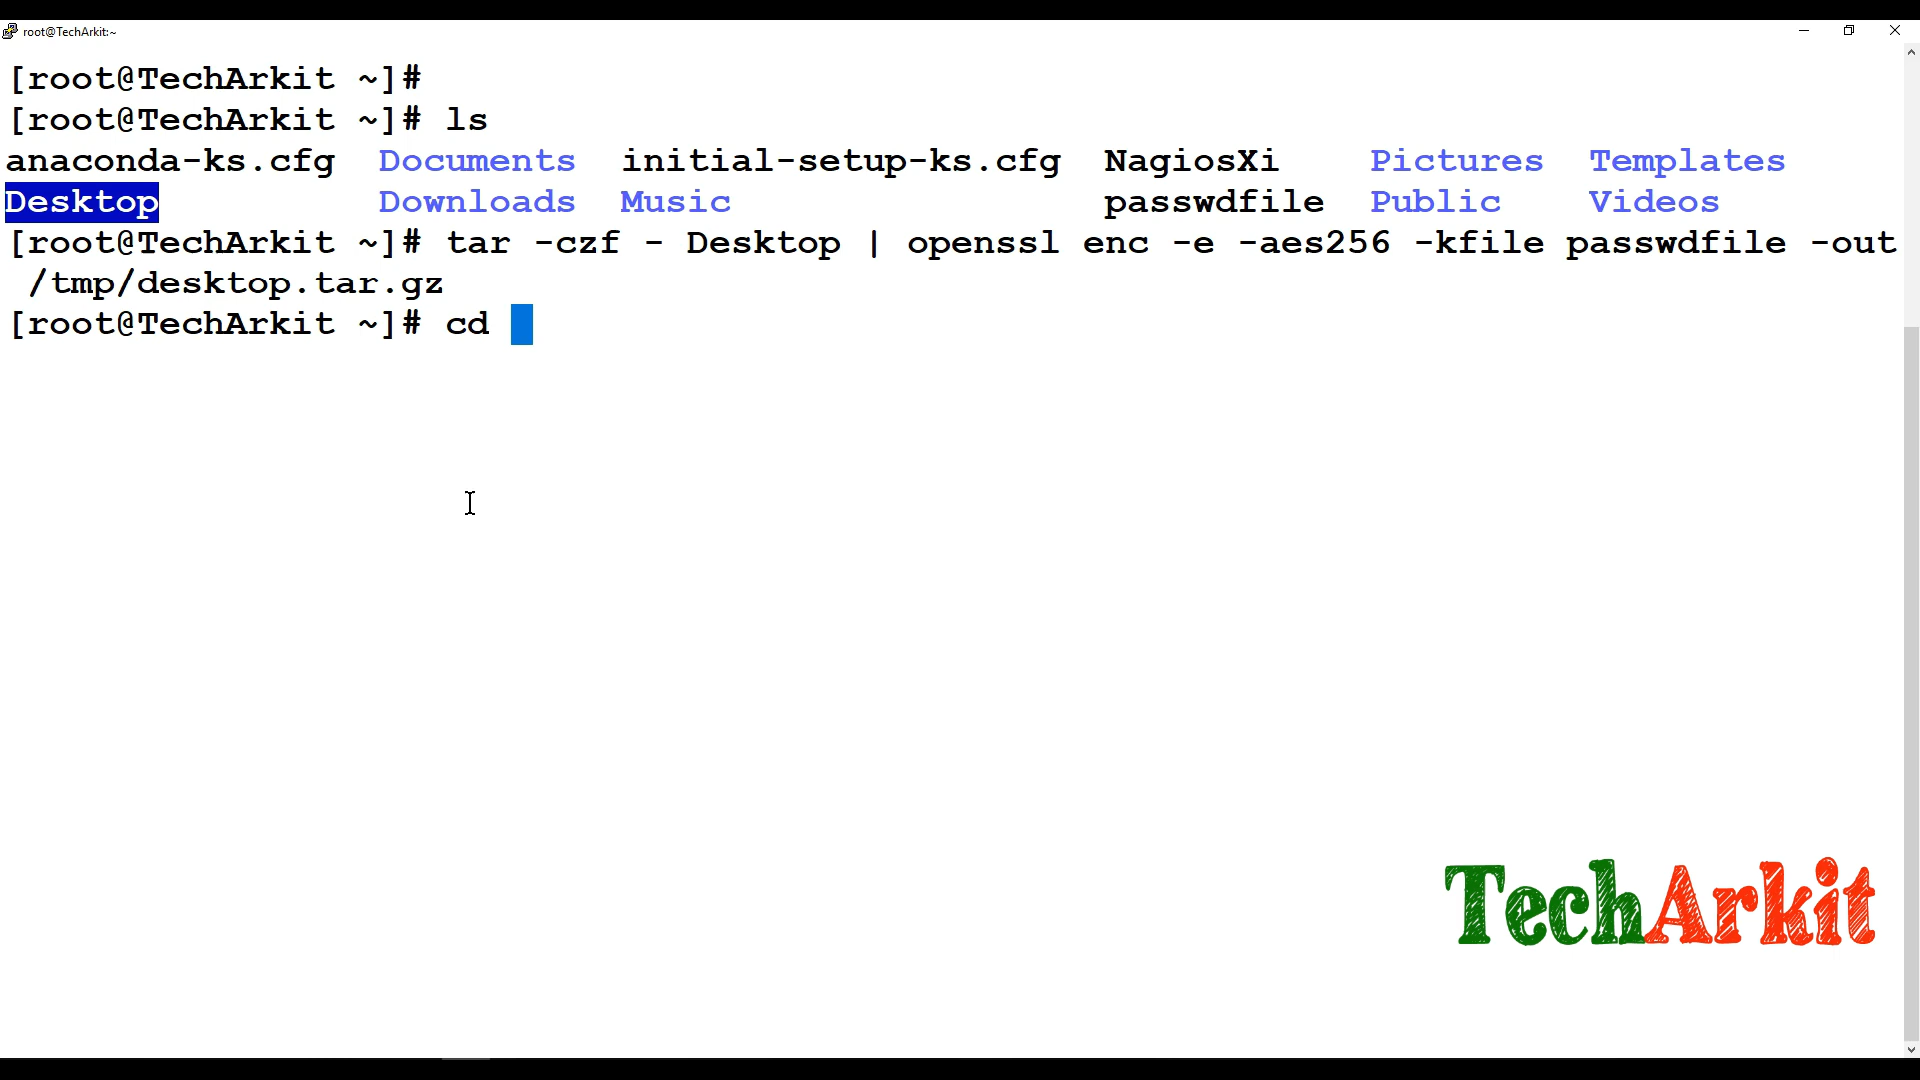 root@TechArkit:~
[root@TechArkit ~]#
[root@TechArkit ~]# ls
anaconda-ks.cfg  Documents  initial-setup-ks.cfg  NagiosXi    Pictures  Templates
Desktop          Downloads  Music                 passwdfile  Public    Videos
[root@TechArkit ~]# tar -czf - Desktop | openssl enc -e -aes256 -kfile passwdfile -out
 /tmp/desktop.tar.gz
[root@TechArkit ~]# cd
TechArkit